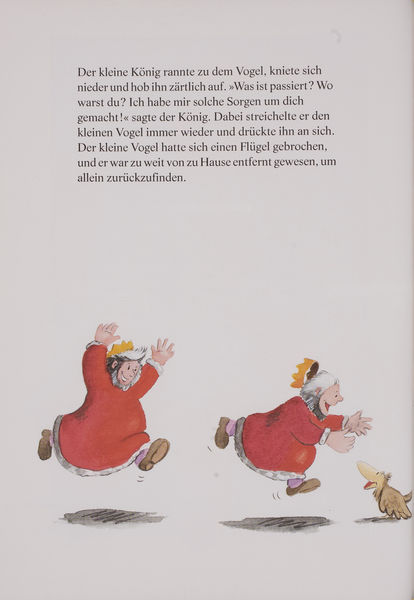 Der kleine König rannte zu dem Vogel, kniete sich
nieder und hob ihn zärtlich auf. »Was ist passiert? Wo
warst du? Ich habe mir solche Sorgen um dich
gemacht!« sagte der König. Dabei streichelte er den
kleinen Vogel immer wieder und drückte ihn an sich.
Der kleine Vogel hatte sich einen Flügel gebrochen,
und er war zu weit von zu Hause entfernt gewesen, um
allein zurückzufinden.